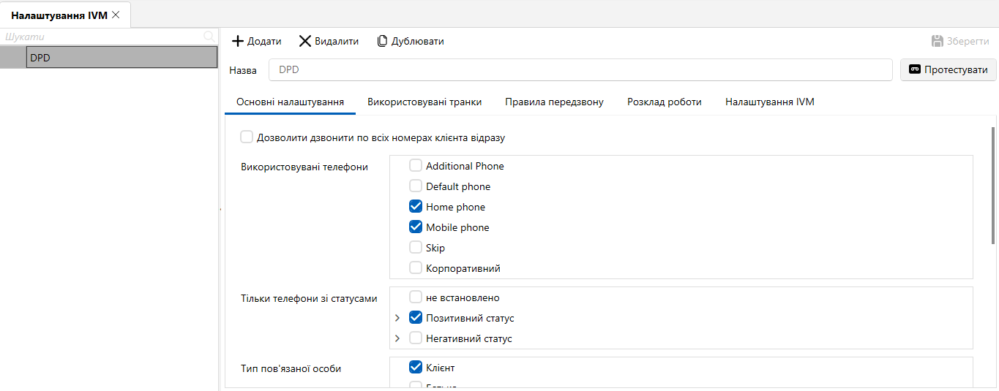 Налаштування IVM
Шукати
DPD
Додати Видалити Дублювати Зберегти
Назва DPD Протестувати
Основні налаштування Використовувані транки Правила передзвону Розклад роботи Налаштування IVM
Дозволити дзвонити по всіх номерах клієнта відразу
Використовувані телефони
Additional Phone
Default phone
Home phone
Mobile phone
Skip
Корпоративний
Тільки телефони зі статусами
не встановлено
Позитивний статус
Негативний статус
Тип пов'язаної особи
Клієнт